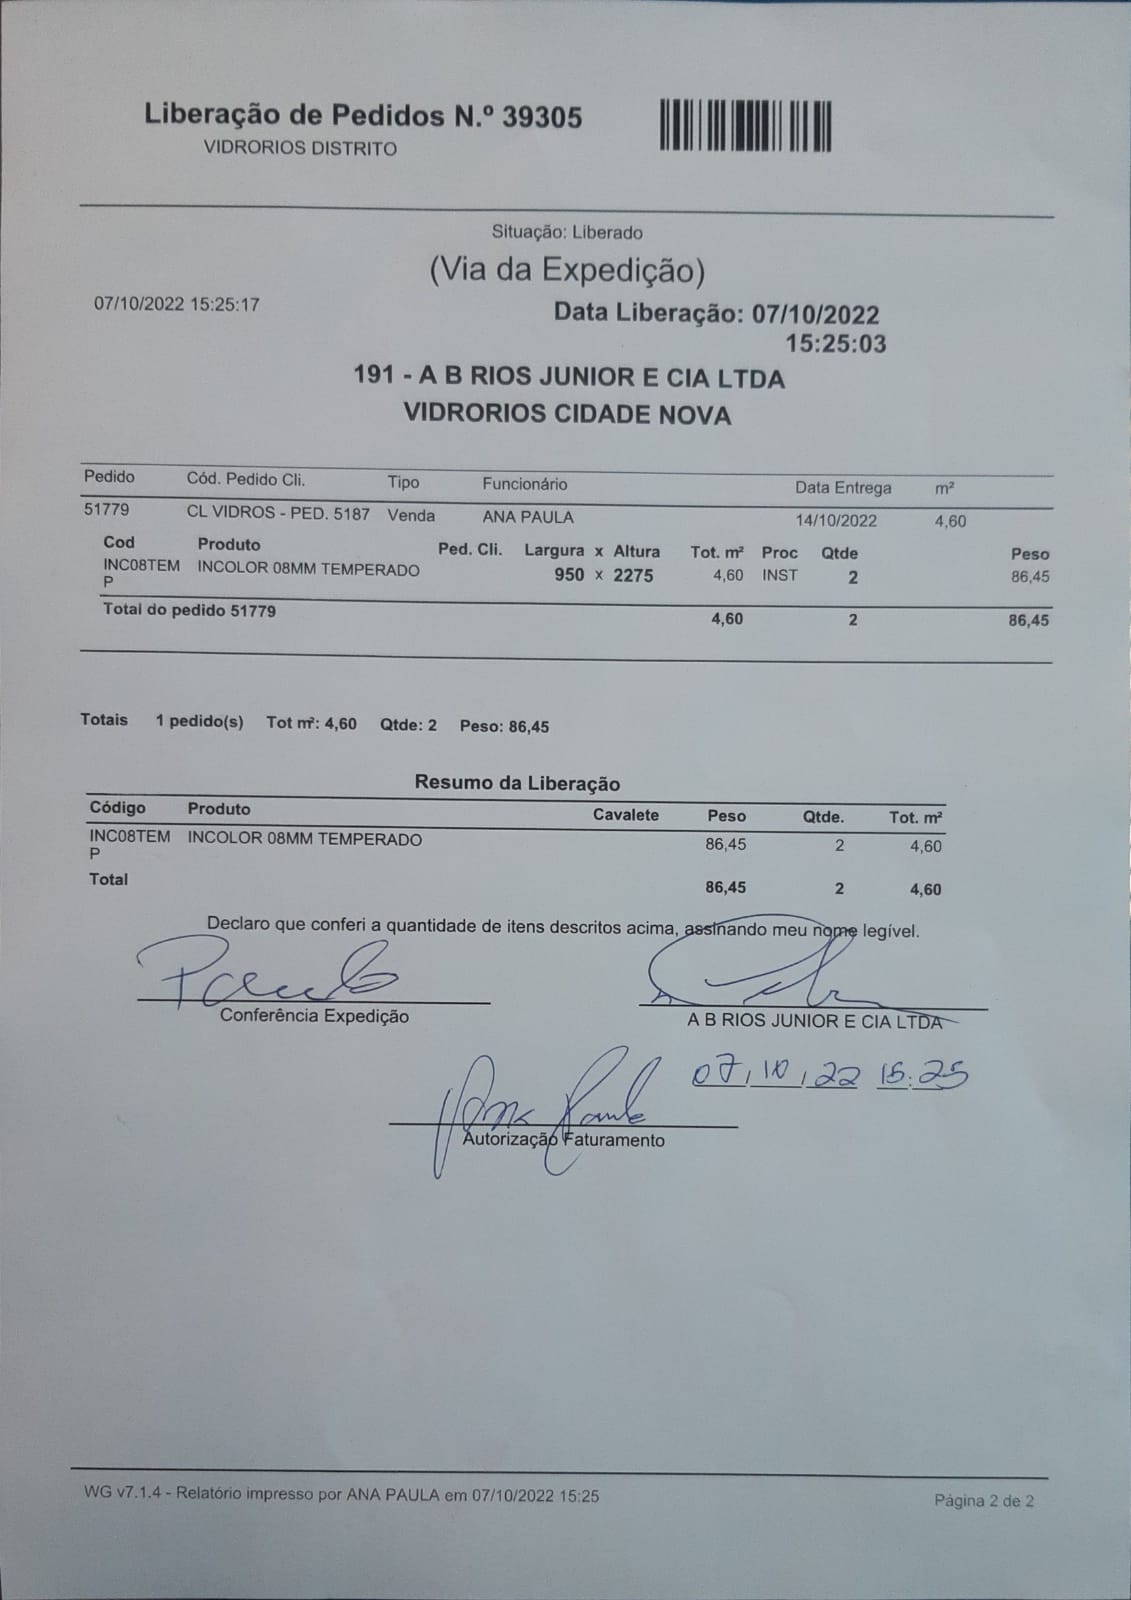 Liberação de Pedidos N.º 39305
VIDRORIOS DISTRITO
Situação: Liberado
(Via da Expedição)
07/10/2022 15:25:17
Data Liberação: 07/10/2022
15:25:03
191 - A B RIOS JUNIOR E CIA LTDA
VIDRORIOS CIDADE NOVA
Pedido Cód. Pedido Cli. Tipo Funcionário Data Entrega m²
51779 CL VIDROS - PED. 5187 Venda ANA PAULA 14/10/2022 4,60
Cod Produto Ped. Cli. Largura x Altura Tot. m² Proc Qtde Peso
INC08TEM INCOLOR 08MM TEMPERADO 950 x 2275 4,60 INST 2 86,45
P
Total do pedido 51779 4,60 2 86,45
Totais 1 pedido(s) Tot m²: 4,60 Qtde: 2 Peso: 86,45
Resumo da Liberação
Código Produto Cavalete Peso Qtde. Tot. m²
INC08TEM INCOLOR 08MM TEMPERADO 86,45 2 4,60
P
Total 86,45 2 4,60
Declaro que conferi a quantidade de itens descritos acima, assinando meu nome legível.
Paulo
Conferência Expedição
A B RIOS JUNIOR E CIA LTDA
07,10,22 15:25
Ana Paula
Autorização Faturamento
WG v7.1.4 - Relatório impresso por ANA PAULA em 07/10/2022 15:25
Página 2 de 2